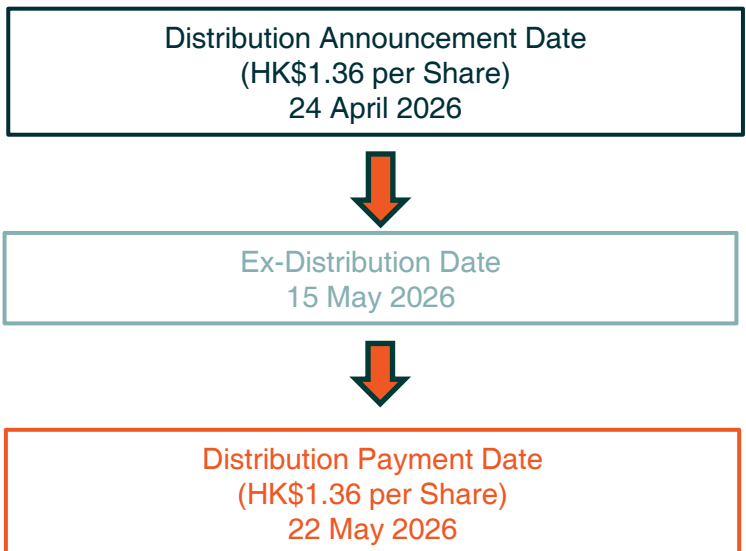 Distribution Announcement Date
(HK$1.36 per Share)
24 April 2026
Ex-Distribution Date
15 May 2026
Distribution Payment Date
(HK$1.36 per Share)
22 May 2026